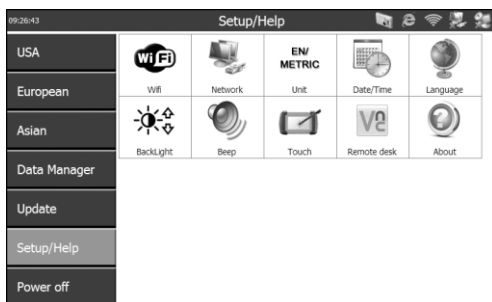 09:26:43
Setup/Help
USA
European
Asian
Data Manager
Update
Setup/Help
Power off
Wi Fi
EN/
METRIC
Wifi
Network
Unit
Date/Time
Language
V2
BackLight
Beep
Touch
Remote desk
About